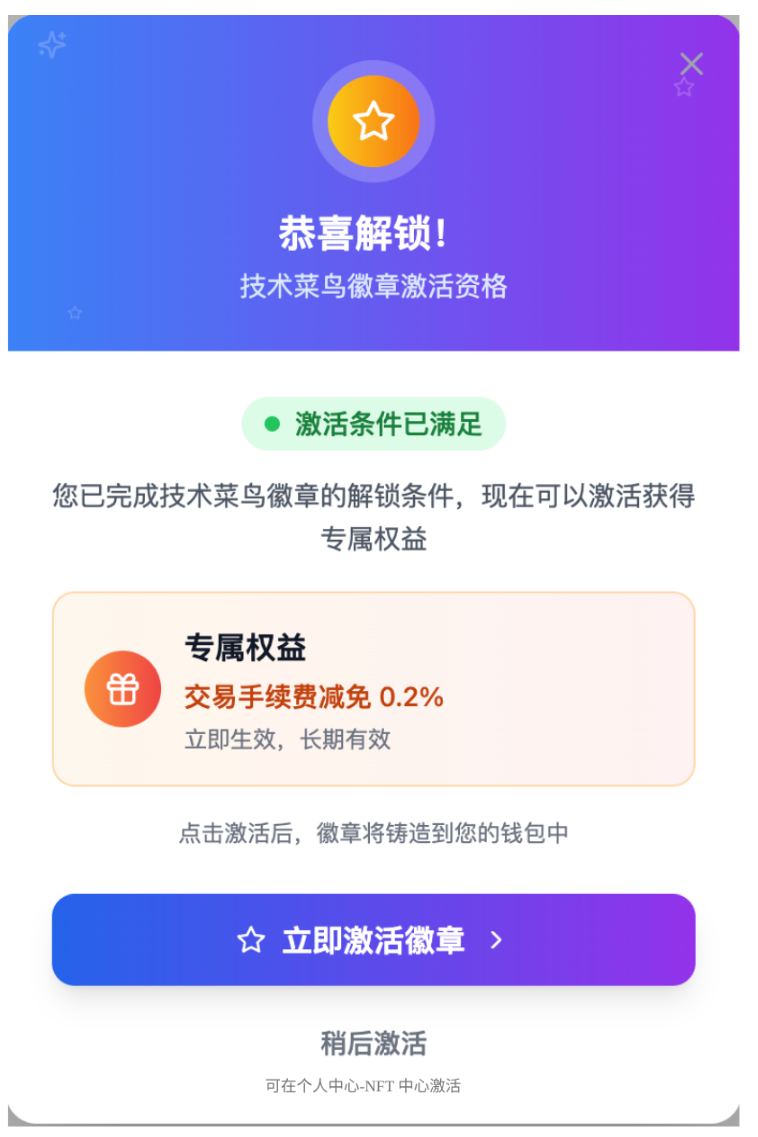 恭喜解锁!
技术菜鸟徽章激活资格
激活条件已满足
您已完成技术菜鸟徽章的解锁条件，现在可以激活获得
专属权益
专属权益
交易手续费减免 0.2%
立即生效，长期有效
点击激活后，徽章将铸造到您的钱包中
立即激活徽章
稍后激活
可在个人中心-NFT 中心激活